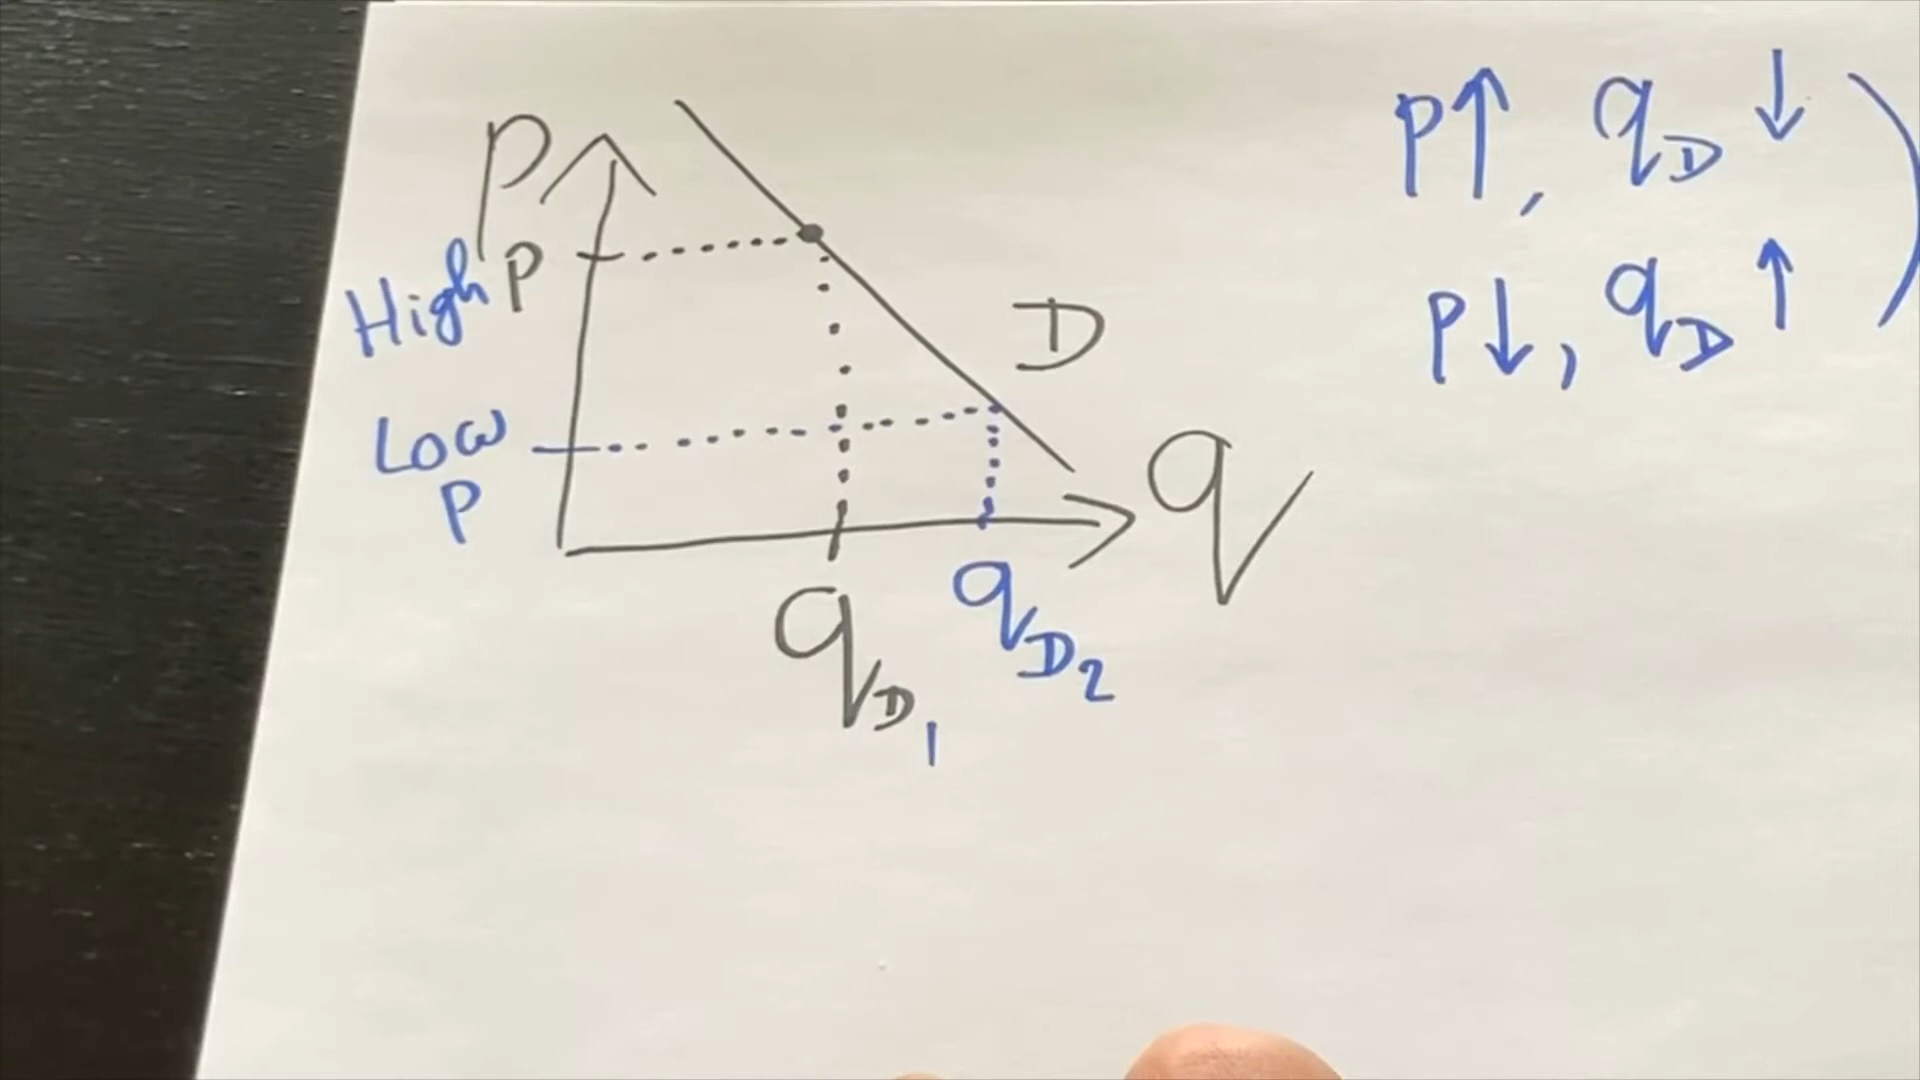 P
P↑, qD ↓
High P
P↓, qD ↑
D
Low
P
q
qD1
qD2